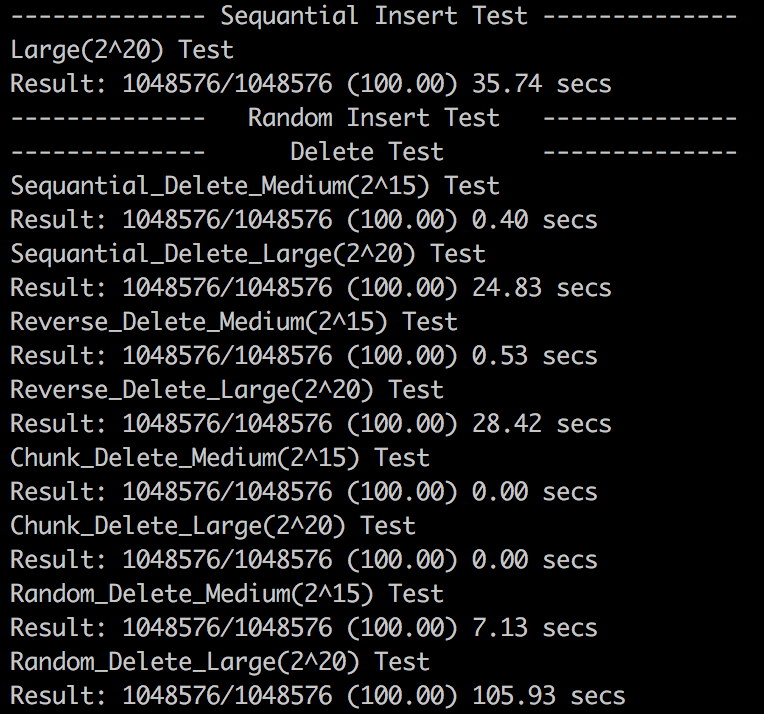 -------------- Sequantial Insert Test --------------
Large(2^20) Test
Result: 1048576/1048576 (100.00) 35.74 secs
--------------   Random Insert Test   --------------
--------------      Delete Test       --------------
Sequantial_Delete_Medium(2^15) Test
Result: 1048576/1048576 (100.00) 0.40 secs
Sequantial_Delete_Large(2^20) Test
Result: 1048576/1048576 (100.00) 24.83 secs
Reverse_Delete_Medium(2^15) Test
Result: 1048576/1048576 (100.00) 0.53 secs
Reverse_Delete_Large(2^20) Test
Result: 1048576/1048576 (100.00) 28.42 secs
Chunk_Delete_Medium(2^15) Test
Result: 1048576/1048576 (100.00) 0.00 secs
Chunk_Delete_Large(2^20) Test
Result: 1048576/1048576 (100.00) 0.00 secs
Random_Delete_Medium(2^15) Test
Result: 1048576/1048576 (100.00) 7.13 secs
Random_Delete_Large(2^20) Test
Result: 1048576/1048576 (100.00) 105.93 secs